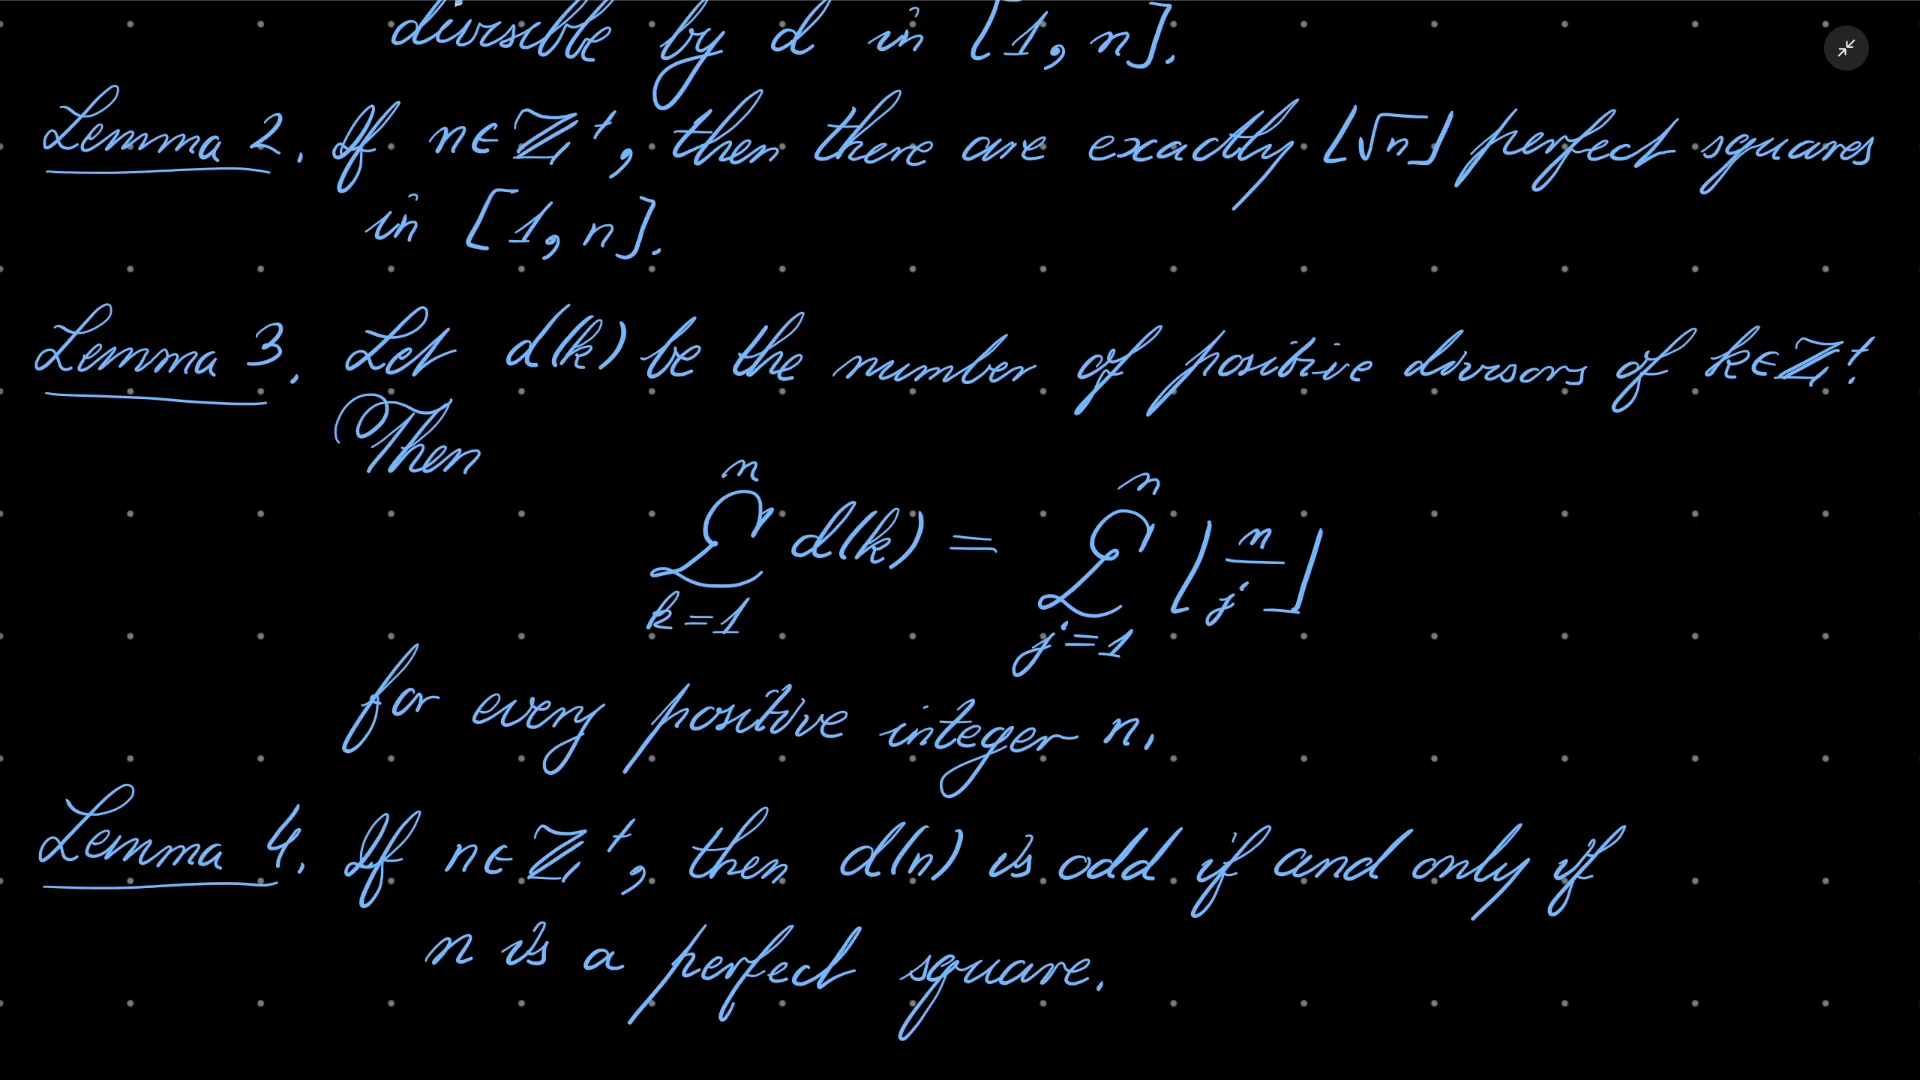 divisible by d in [1, n].
Lemma 2. If n ∈ ℤ⁺, then there are exactly ⌊√n⌋ perfect squares
in [1, n].
Lemma 3. Let d(k) be the number of positive divisors of k ∈ ℤ⁺.
Then
∑_{k=1}^{n} d(k) = ∑_{j=1}^{n} ⌊n/j⌋
for every positive integer n.
Lemma 4. If n ∈ ℤ⁺, then d(n) is odd if and only if
n is a perfect square.